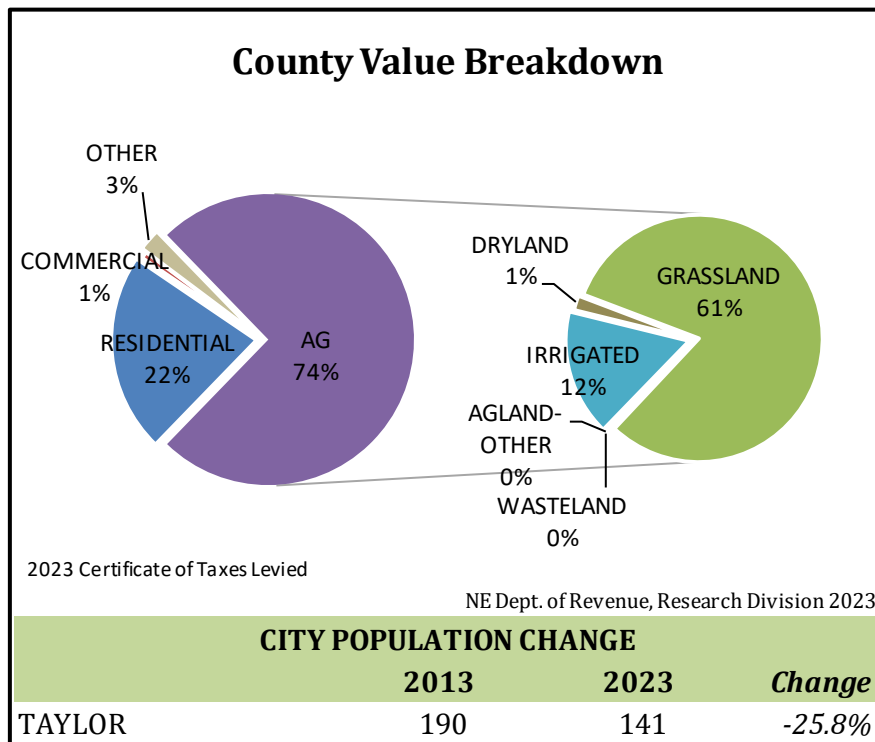 County Value Breakdown
OTHER
3%
COMMERCIAL
1%
RESIDENTIAL
22%
AG
74%
DRYLAND
1%
GRASSLAND
61%
IRRIGATED
12%
AGLAND-
OTHER
0%
WASTELAND
0%
2023 Certificate of Taxes Levied
NE Dept. of Revenue, Research Division 2023
CITY POPULATION CHANGE
2013 2023 Change
TAYLOR 190 141 -25.8%